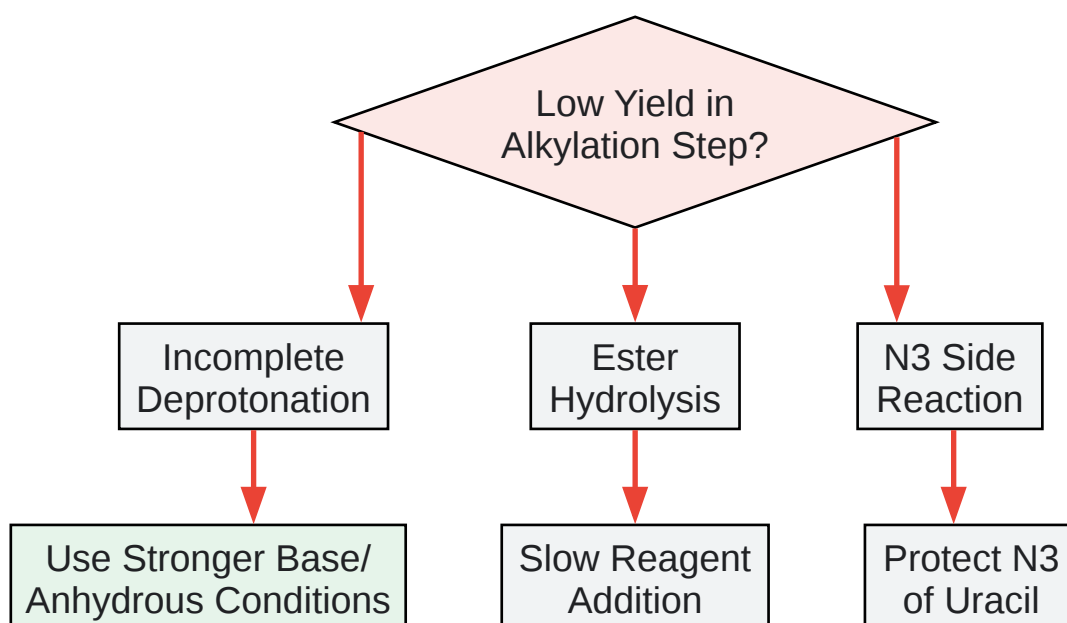 Low Yield in
Alkylation Step?
Incomplete
Deprotonation
Ester
Hydrolysis
N3 Side
Reaction
Use Stronger Base/
Anhydrous Conditions
Slow Reagent
Addition
Protect N3
of Uracil